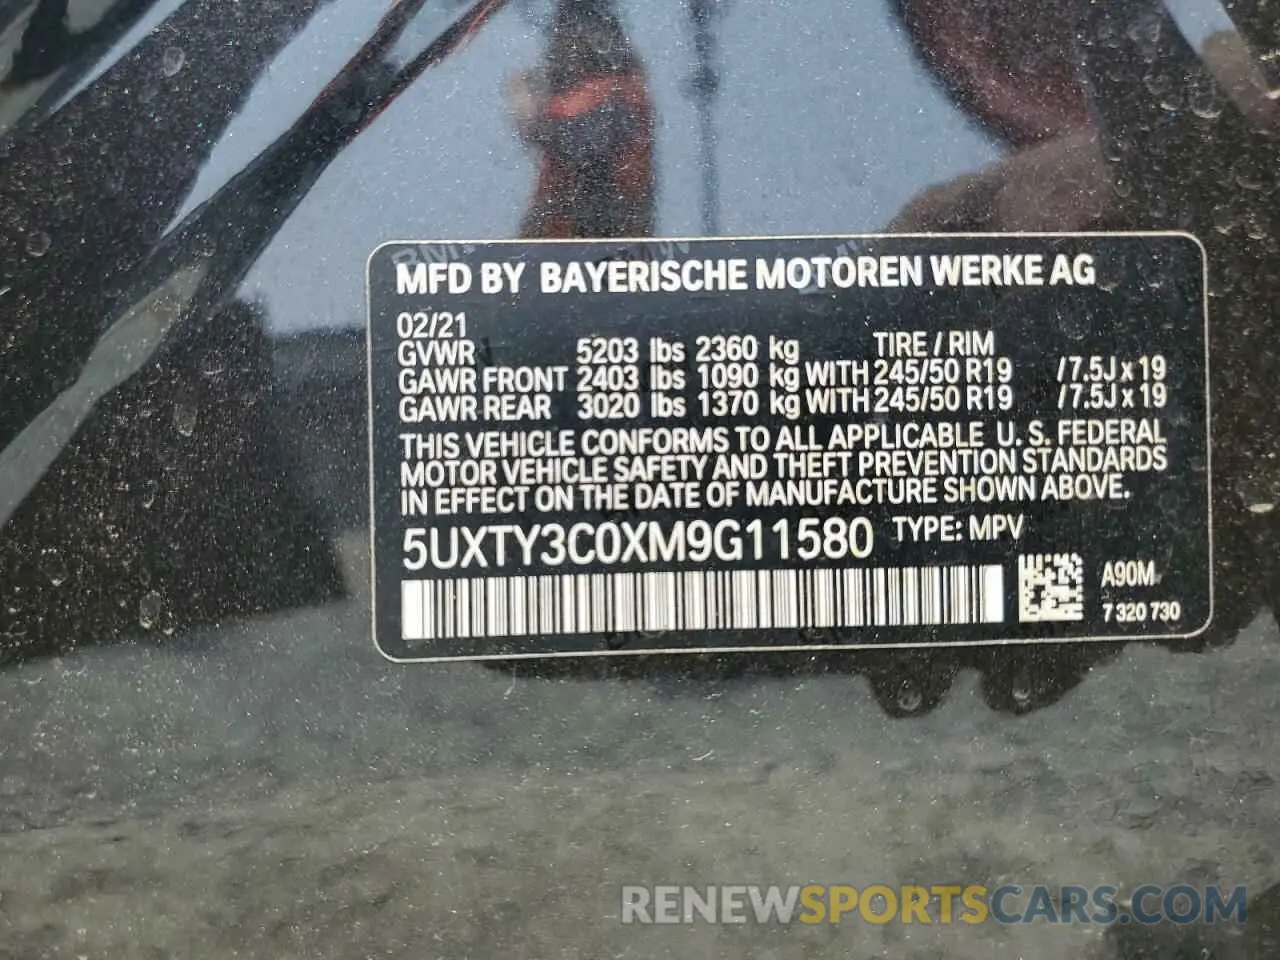 MFD BY BAYERISCHE MOTOREN WERKE AG
02/21
GVWR 5203 lbs 2360 kg TIRE / RIM
GAWR FRONT 2403 lbs 1090 kg WITH 245/50 R19 /7.5J x 19
GAWR REAR 3020 lbs 1370 kg WITH 245/50 R19 /7.5J x 19
THIS VEHICLE CONFORMS TO ALL APPLICABLE U. S. FEDERAL
MOTOR VEHICLE SAFETY AND THEFT PREVENTION STANDARDS
IN EFFECT ON THE DATE OF MANUFACTURE SHOWN ABOVE.
5UXTY3C0XM9G11580 TYPE: MPV
A90M
7 320 730
RENEWSPORTSCARS.COM